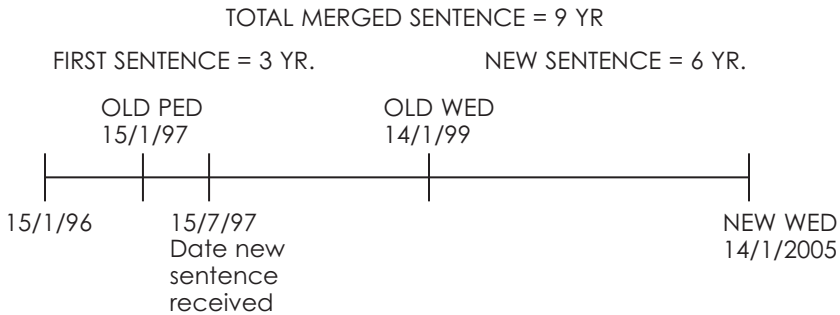 TOTAL MERGED SENTENCE = 9 YR
FIRST SENTENCE = 3 YR.
NEW SENTENCE = 6 YR.
OLD PED
15/1/97
OLD WED
14/1/99
15/1/96
15/7/97
Date new
sentence
received
NEW WED
14/1/2005